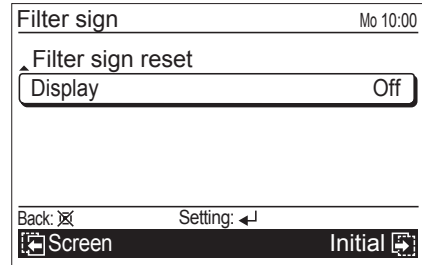 Filter sign Mo 10:00
Filter sign reset
Display Off
Back: Setting:
Screen Initial